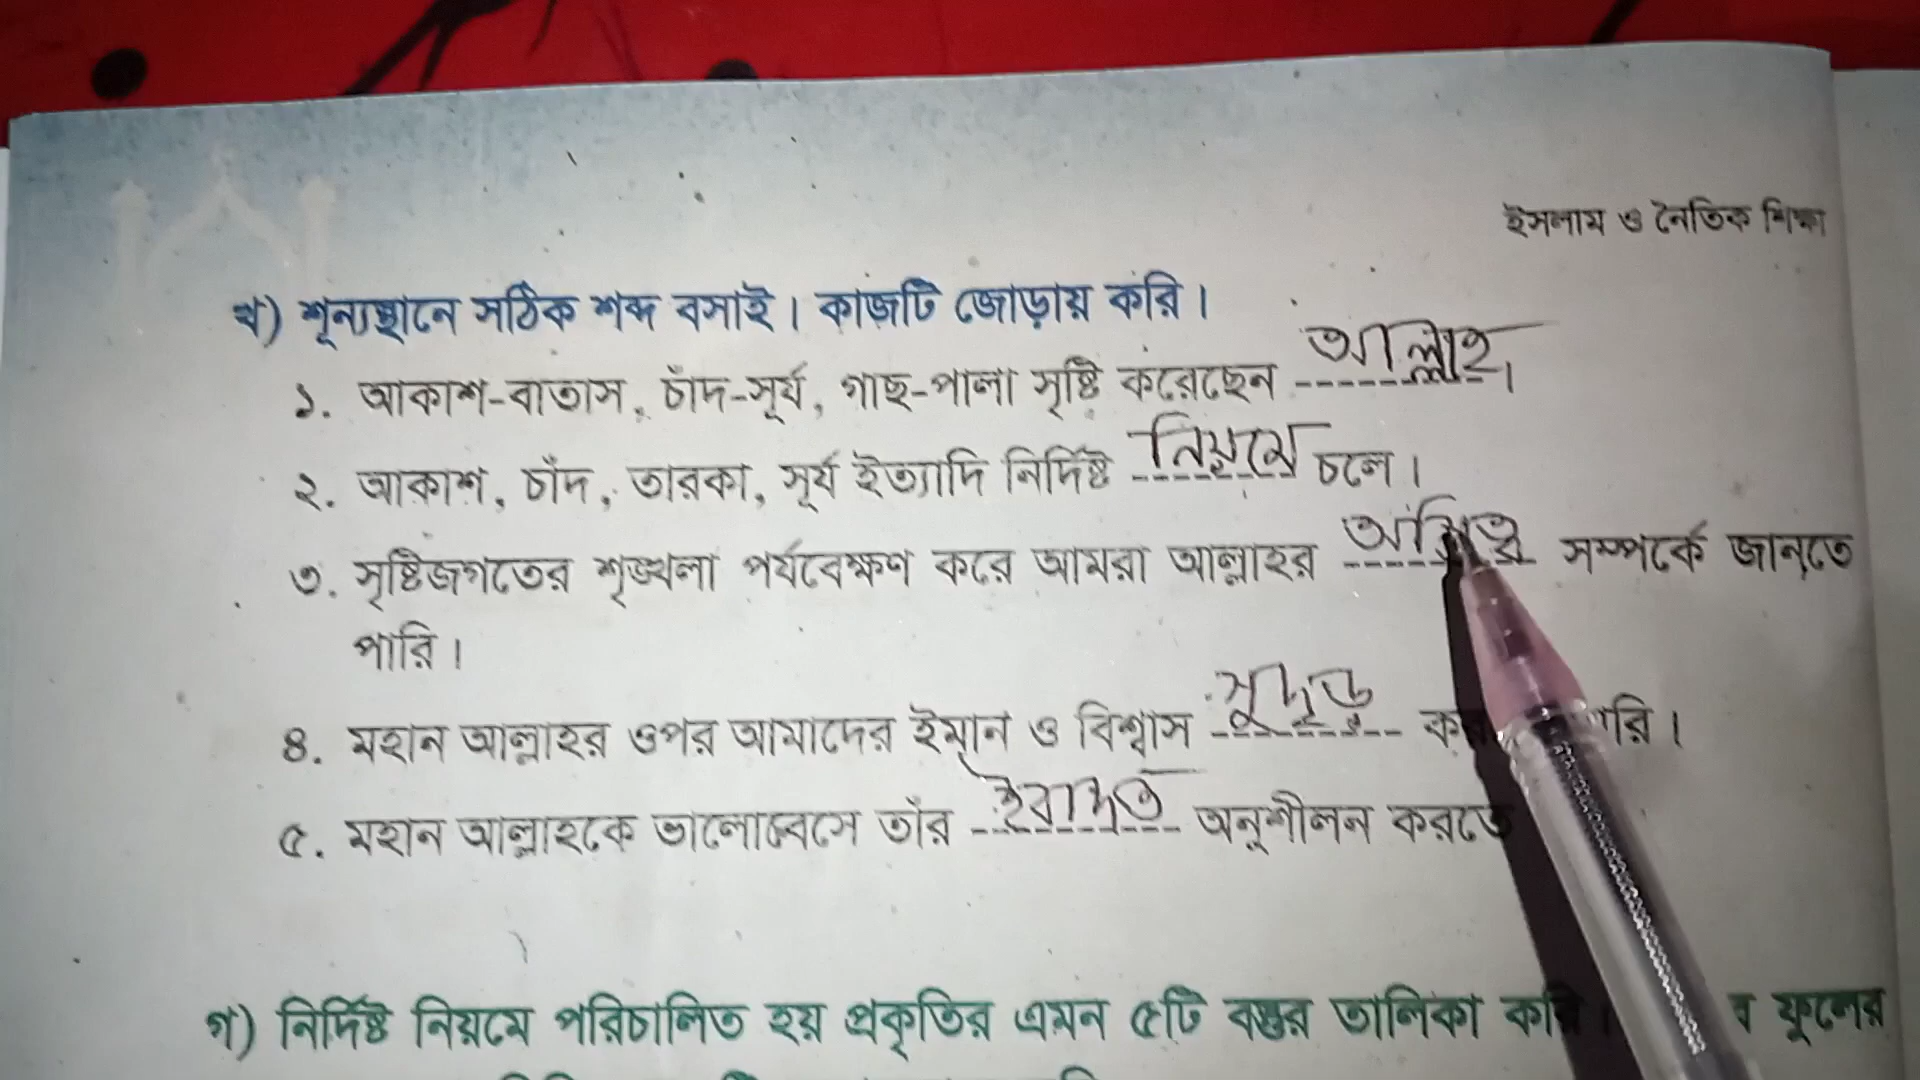 ইসলাম ও নৈতিক শিক্ষা
খ) শূন্যস্থানে সঠিক শব্দ বসাই। কাজটি জোড়ায় করি।
১. আকাশ-বাতাস, চাঁদ-সূর্য, গাছ-পালা সৃষ্টি করেছেন আল্লাহ।
২. আকাশ, চাঁদ, তারকা, সূর্য ইত্যাদি নির্দিষ্ট নিয়মে চলে।
৩. সৃষ্টিজগতের শৃঙ্খলা পর্যবেক্ষণ করে আমরা আল্লাহর অস্তিত্ব সম্পর্কে জানতে
পারি।
৪. মহান আল্লাহর ওপর আমাদের ইমান ও বিশ্বাস সুদৃড়
৫. মহান আল্লাহকে ভালোবেসে তাঁর ইবাদত অনুশীলন করতে
গ) নির্দিষ্ট নিয়মে পরিচালিত হয় প্রকৃতির এমন ৫টি বস্তুর তালিকা করি। ফুলের